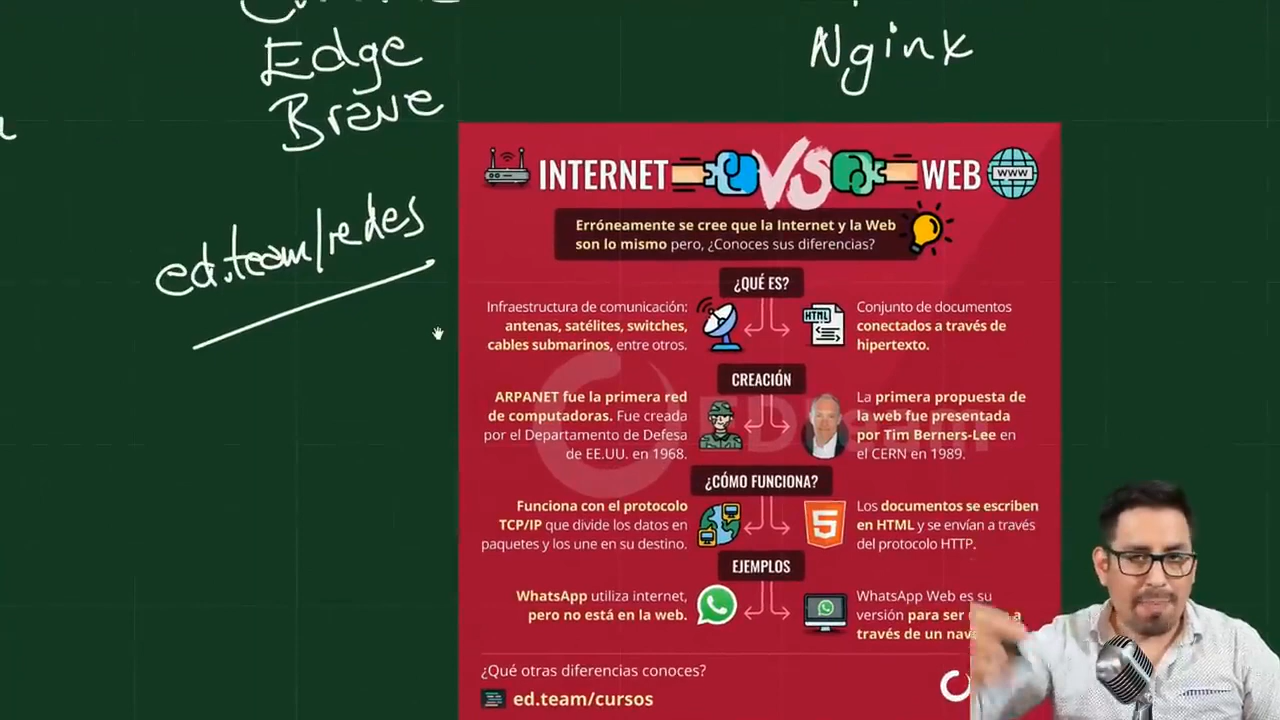 Edge
Nginx
Brave
ed.team/redes
INTERNET VS WEB
WWW
Erróneamente se cree que la Internet y la Web
son lo mismo pero, ¿Conoces sus diferencias?
¿QUÉ ES?
Infraestructura de comunicación:
antenas, satélites, switches,
cables submarinos, entre otros.
HTML
Conjunto de documentos
conectados a través de
hipertexto.
CREACIÓN
ARPANET fue la primera red
de computadoras. Fue creada
por el Departamento de Defesa
de EE.UU. en 1968.
La primera propuesta de
la web fue presentada
por Tim Berners-Lee en
el CERN en 1989.
EDteam
¿CÓMO FUNCIONA?
Funciona con el protocolo
TCP/IP que divide los datos en
paquetes y los une en su destino.
5
Los documentos se escriben
en HTML y se envían a través
del protocolo HTTP.
EJEMPLOS
WhatsApp utiliza internet,
pero no está en la web.
WhatsApp Web es su
versión para ser
a
través de un
¿Qué otras diferencias conoces?
ed.team/cursos